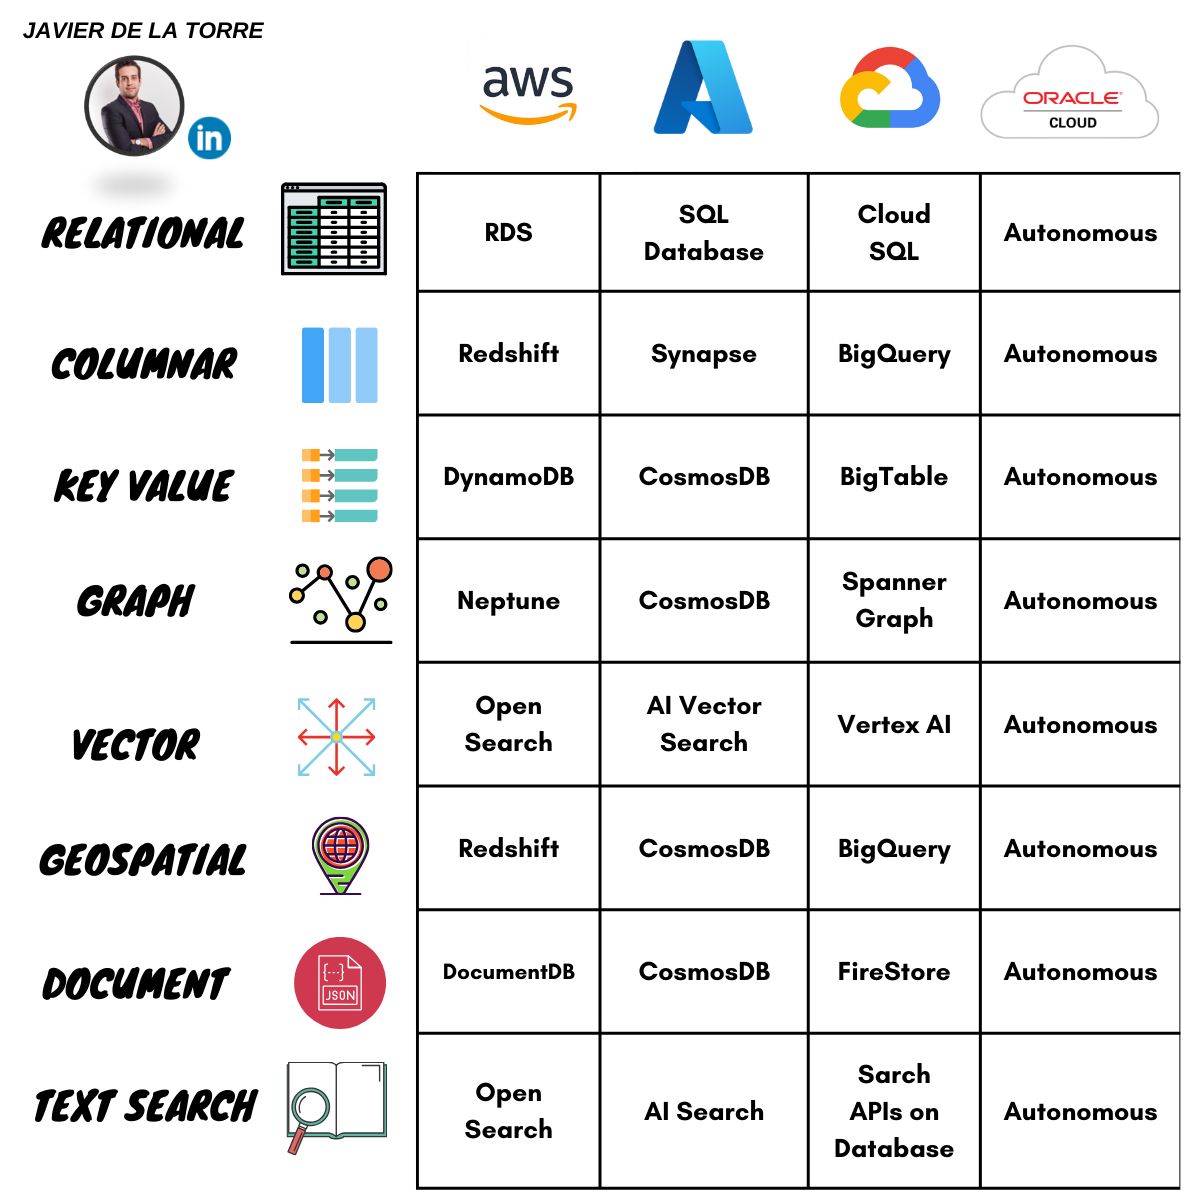 JAVIER DE LA TORRE
in
aws
ORACLE
CLOUD
RELATIONAL
RDS
SQL
Database
Cloud
SQL
Autonomous
COLUMNAR
Redshift
Synapse
BigQuery
Autonomous
KEY VALUE
DynamoDB
CosmosDB
BigTable
Autonomous
GRAPH
Neptune
CosmosDB
Spanner
Graph
Autonomous
VECTOR
Open
Search
AI Vector
Search
Vertex AI
Autonomous
GEOSPATIAL
Redshift
CosmosDB
BigQuery
Autonomous
DOCUMENT
{---}
JSON
DocumentDB
CosmosDB
FireStore
Autonomous
TEXT SEARCH
Open
Search
AI Search
Sarch
APIs on
Database
Autonomous